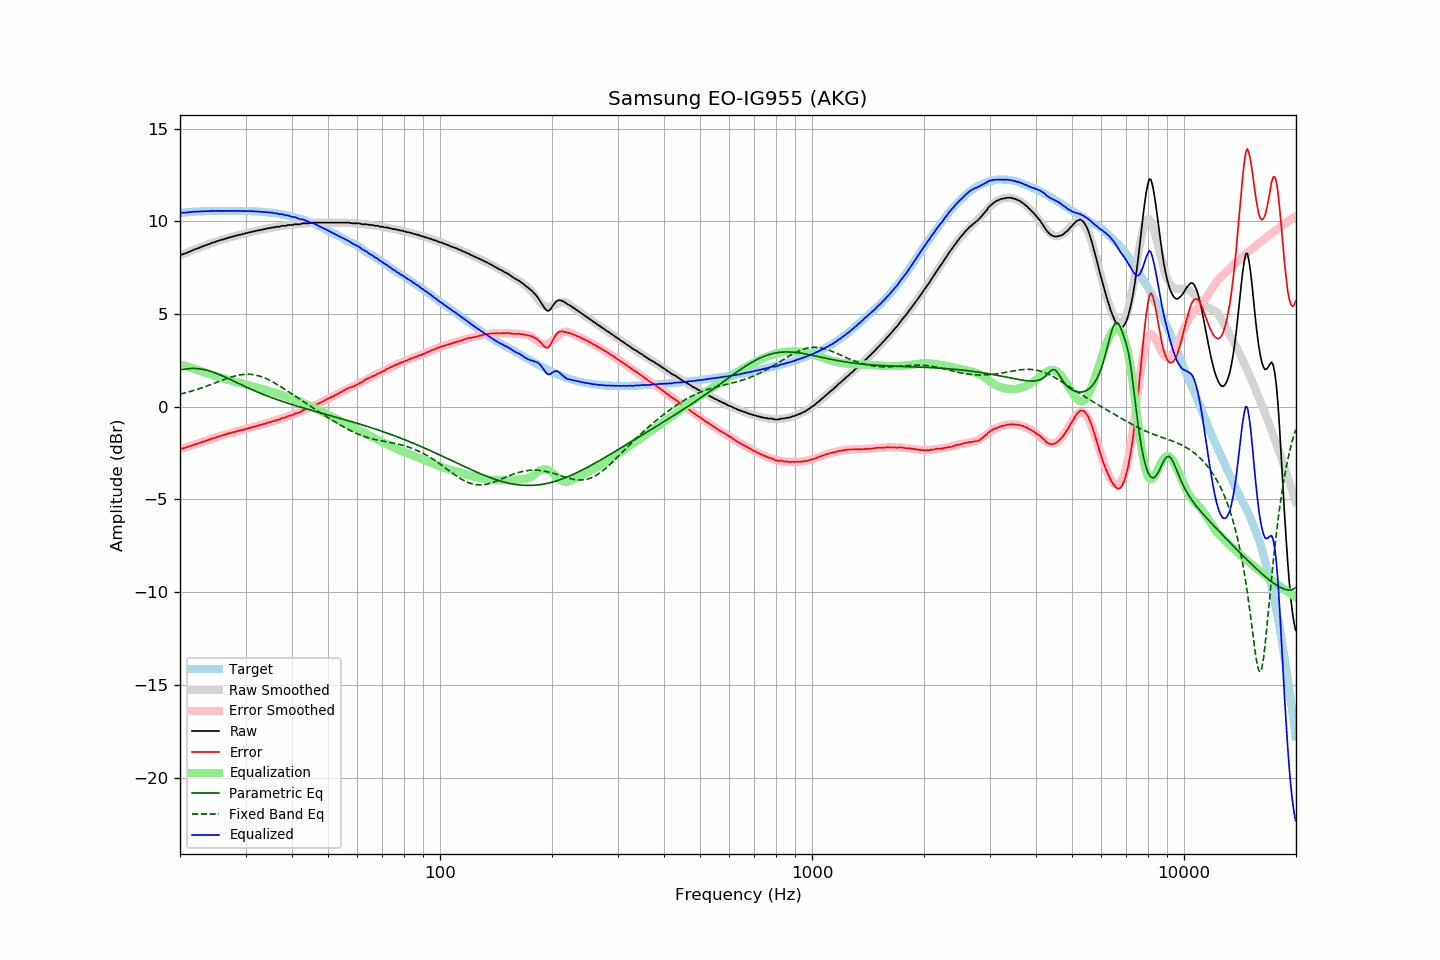 Samsung EO-IG955 (AKG)
Amplitude (dBr)
15
10
5
0
−5
−10
−15
−20
Target
Raw Smoothed
Error Smoothed
Raw
Error
Equalization
Parametric Eq
Fixed Band Eq
Equalized
100
1000
10000
Frequency (Hz)